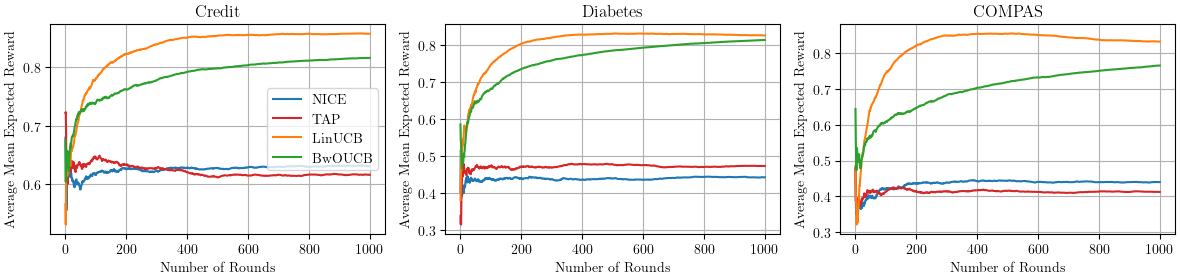 Credit
Average Mean Expected Reward
0.8
0.7
0.6
0 200 400 600 800 1000
Number of Rounds
NICE
TAP
LinUCB
BwOUCB
Diabetes
Average Mean Expected Reward
0.8
0.7
0.6
0.5
0.4
0.3
0 200 400 600 800 1000
Number of Rounds
COMPAS
Average Mean Expected Reward
0.8
0.7
0.6
0.5
0.4
0.3
0 200 400 600 800 1000
Number of Rounds